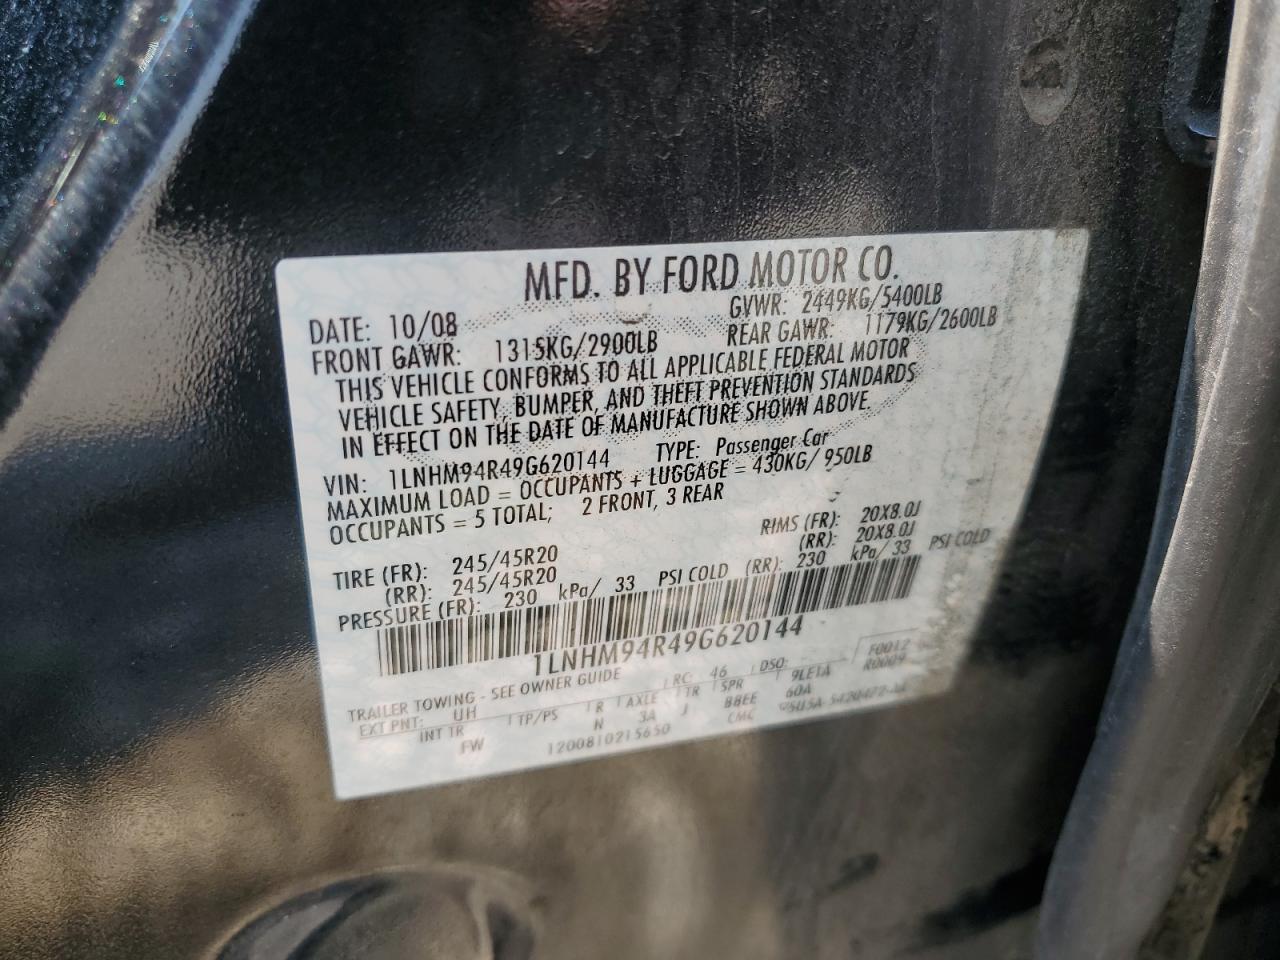 MFD. BY FORD MOTOR CO.
DATE: 10/08 GVWR: 2449KG/5400LB
FRONT GAWR: 1315KG/2900LB REAR GAWR: 1179KG/2600LB
THIS VEHICLE CONFORMS TO ALL APPLICABLE FEDERAL MOTOR
VEHICLE SAFETY, BUMPER, AND THEFT PREVENTION STANDARDS
IN EFFECT ON THE DATE OF MANUFACTURE SHOWN ABOVE.
VIN: 1LNHM94R49G620144 TYPE: Passenger Car
MAXIMUM LOAD = OCCUPANTS + LUGGAGE = 430KG/ 950LB
OCCUPANTS = 5 TOTAL; 2 FRONT, 3 REAR
TIRE (FR): 245/45R20 RIMS (FR): 20X8.0J
(RR): 245/45R20 (RR): 20X8.0J
PRESSURE (FR): 230 kPa/ 33 PSI COLD (RR): 230 kPa/ 33 PSI COLD
1LNHM94R49G620144
TRAILER TOWING - SEE OWNER GUIDE RC: 46 DSO: F0012
EXT PNT: UH TP/PS R AXLE TR SPR 9LE1A R0009
INT TR N 3A J BBEE 60A
FW 1200810215650 CMC